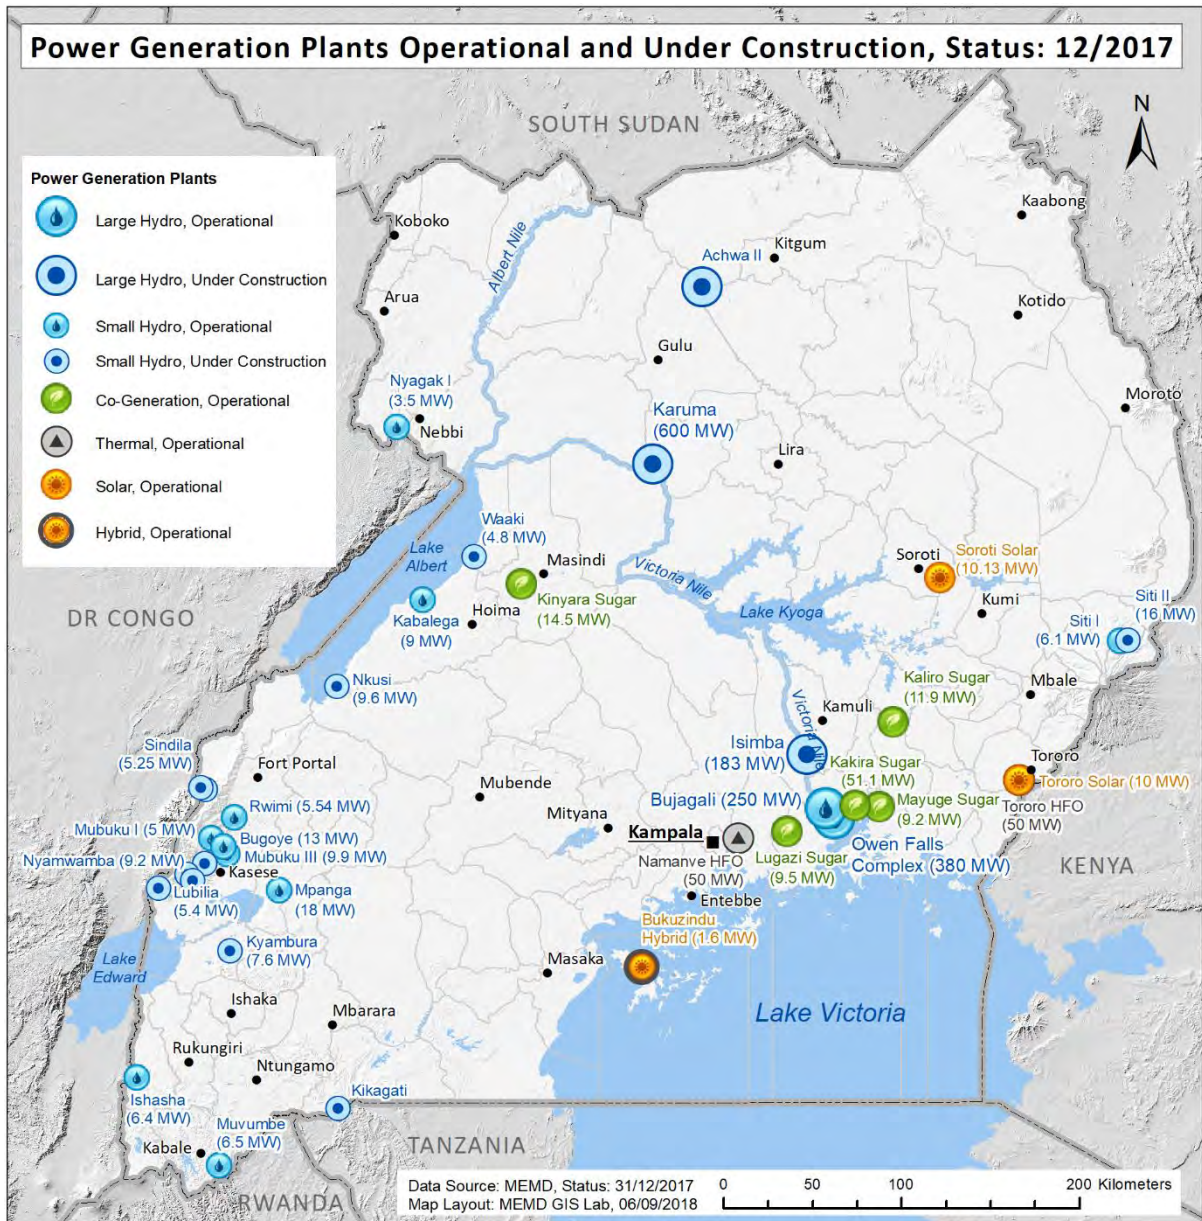 Power Generation Plants Operational and Under Construction, Status: 12/2017
N
SOUTH SUDAN
Power Generation Plants
Large Hydro, Operational
Large Hydro, Under Construction
Small Hydro, Operational
Small Hydro, Under Construction
Co-Generation, Operational
Thermal, Operational
Solar, Operational
Hybrid, Operational
Kaabong
Koboko
Albert Nile
Achwa II
Kitgum
Arua
Kotido
Gulu
Nyagak I
(3.5 MW)
Nebbi
Moroto
Karuma
(600 MW)
Lira
Waaki
(4.8 MW)
Lake
Albert
Masindi
Kinyara Sugar
(14.5 MW)
Victoria Nile
Soroti
Soroti Solar
(10.13 MW)
Kabalega
(9 MW)
Hoima
Lake Kyoga
Kumi
Siti II
(16 MW)
Siti I
(6.1 MW)
DR CONGO
Nkusi
(9.6 MW)
Kaliro Sugar
(11.9 MW)
Mbale
Victoria Nile
Kamuli
Sindila
(5.25 MW)
Fort Portal
Isimba
(183 MW)
Kakira Sugar
(51.1 MW)
Tororo
Tororo Solar (10 MW)
Tororo HFO
(50 MW)
Mubende
Mityana
Bujagali (250 MW)
Mayuge Sugar
(9.2 MW)
Rwimi (5.54 MW)
Mubuku I (5 MW)
Bugoye (13 MW)
Mubuku III (9.9 MW)
Nyamwamba (9.2 MW)
Kasese
Kampala
Namanve HFO
(50 MW)
Lugazi Sugar
(9.5 MW)
Owen Falls
Complex (380 MW)
KENYA
Lubilia
(5.4 MW)
Mpanga
(18 MW)
Entebbe
Bukuzindu
Hybrid (1.6 MW)
Kyambura
(7.6 MW)
Lake
Edward
Masaka
Ishaka
Mbarara
Lake Victoria
Rukungiri
Ntungamo
Ishasha
(6.4 MW)
Kikagati
Muvumbe
(6.5 MW)
Kabale
TANZANIA
RWANDA
Data Source: MEMD, Status: 31/12/2017
Map Layout: MEMD GIS Lab, 06/09/2018
0 50 100 200 Kilometers